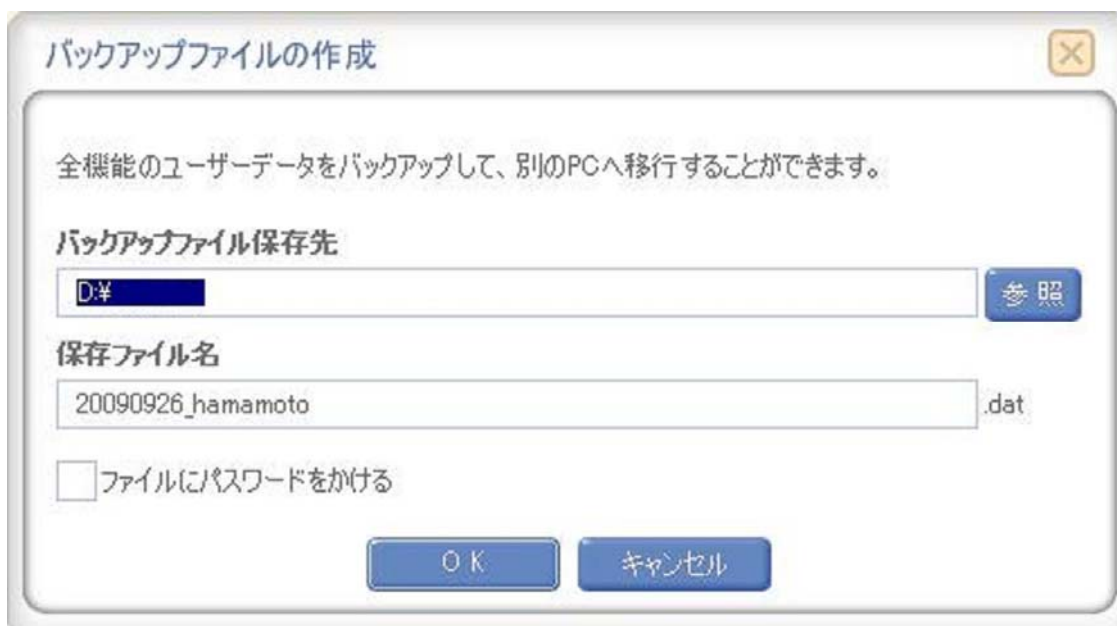 バックアップファイルの作成
全機能のユーザーデータをバックアップして、別のPCへ移行することができます。
バックアップファイル保存先
D:¥
参照
保存ファイル名
20090926_hamamoto
.dat
ファイルにパスワードをかける
OK
キャンセル